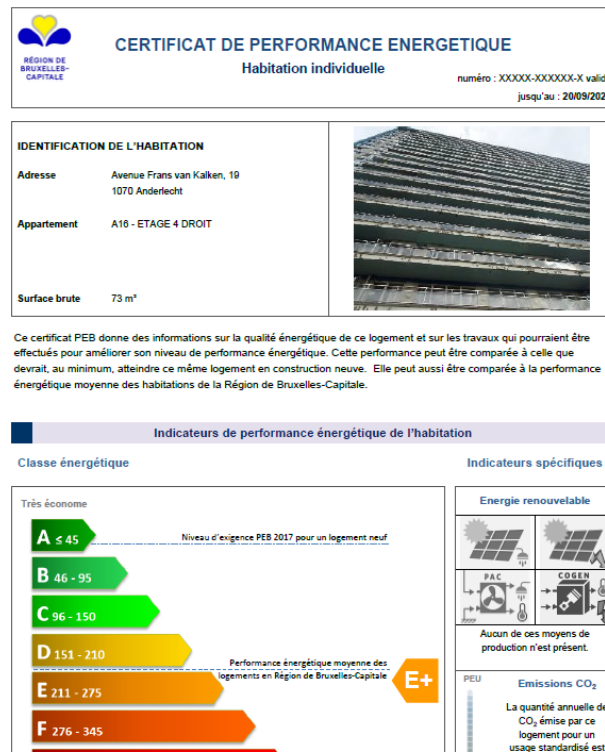 RÉGION DE
BRUXELLES-
CAPITALE
CERTIFICAT DE PERFORMANCE ENERGETIQUE
Habitation individuelle
numéro : XXXXX-XXXXXX-X
jusqu'au : 20/09/202
IDENTIFICATION DE L'HABITATION
Adresse Avenue Frans van Kalken, 19
1070 Anderlecht
Appartement A16 - ETAGE 4 DROIT
Surface brute 73 m²
Ce certificat PEB donne des informations sur la qualité énergétique de ce logement et sur les travaux qui pourraient être
effectués pour améliorer son niveau de performance énergétique. Cette performance peut être comparée à celle que
devrait, au minimum, atteindre ce même logement en construction neuve. Elle peut aussi être comparée à la performance
énergétique moyenne des habitations de la Région de Bruxelles-Capitale.
Indicateurs de performance énergétique de l'habitation
Classe énergétique
Indicateurs spécifiques
Très économe
A ≤ 45
Niveau d'exigence PEB 2017 pour un logement neuf
B 46 - 95
C 96 - 150
D 151 - 210
Performance énergétique moyenne des
logements en Région de Bruxelles-Capitale
E+
E 211 - 275
F 276 - 345
Energie renouvelable
PAC
COGEN
Aucun de ces moyens de
production n'est présent.
PEU
Emissions CO₂
La quantité annuelle de
CO₂ émise par ce
logement pour un
usage standardisé est